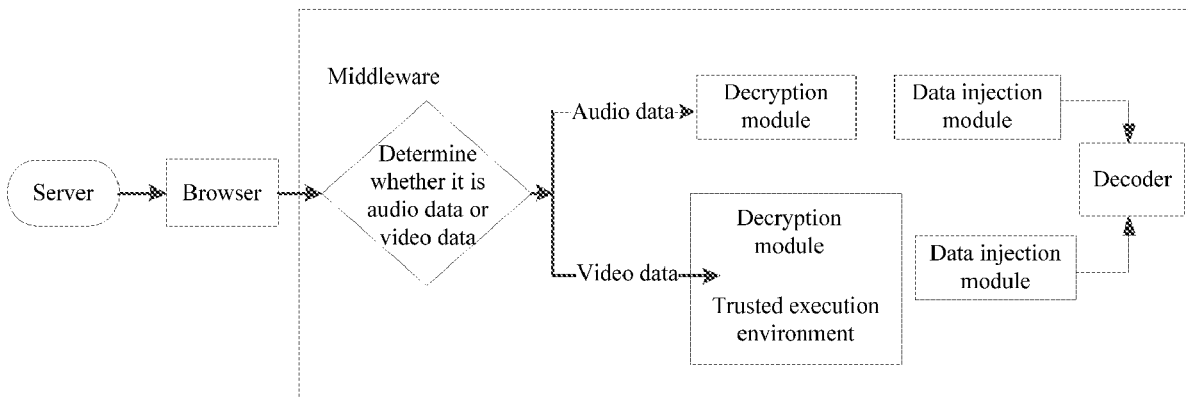 Middleware
Server
Browser
Determine
whether it is
audio data or
video data
Audio data
Decryption
module
Data injection
module
Decoder
Video data
Decryption
module
Trusted execution
environment
Data injection
module